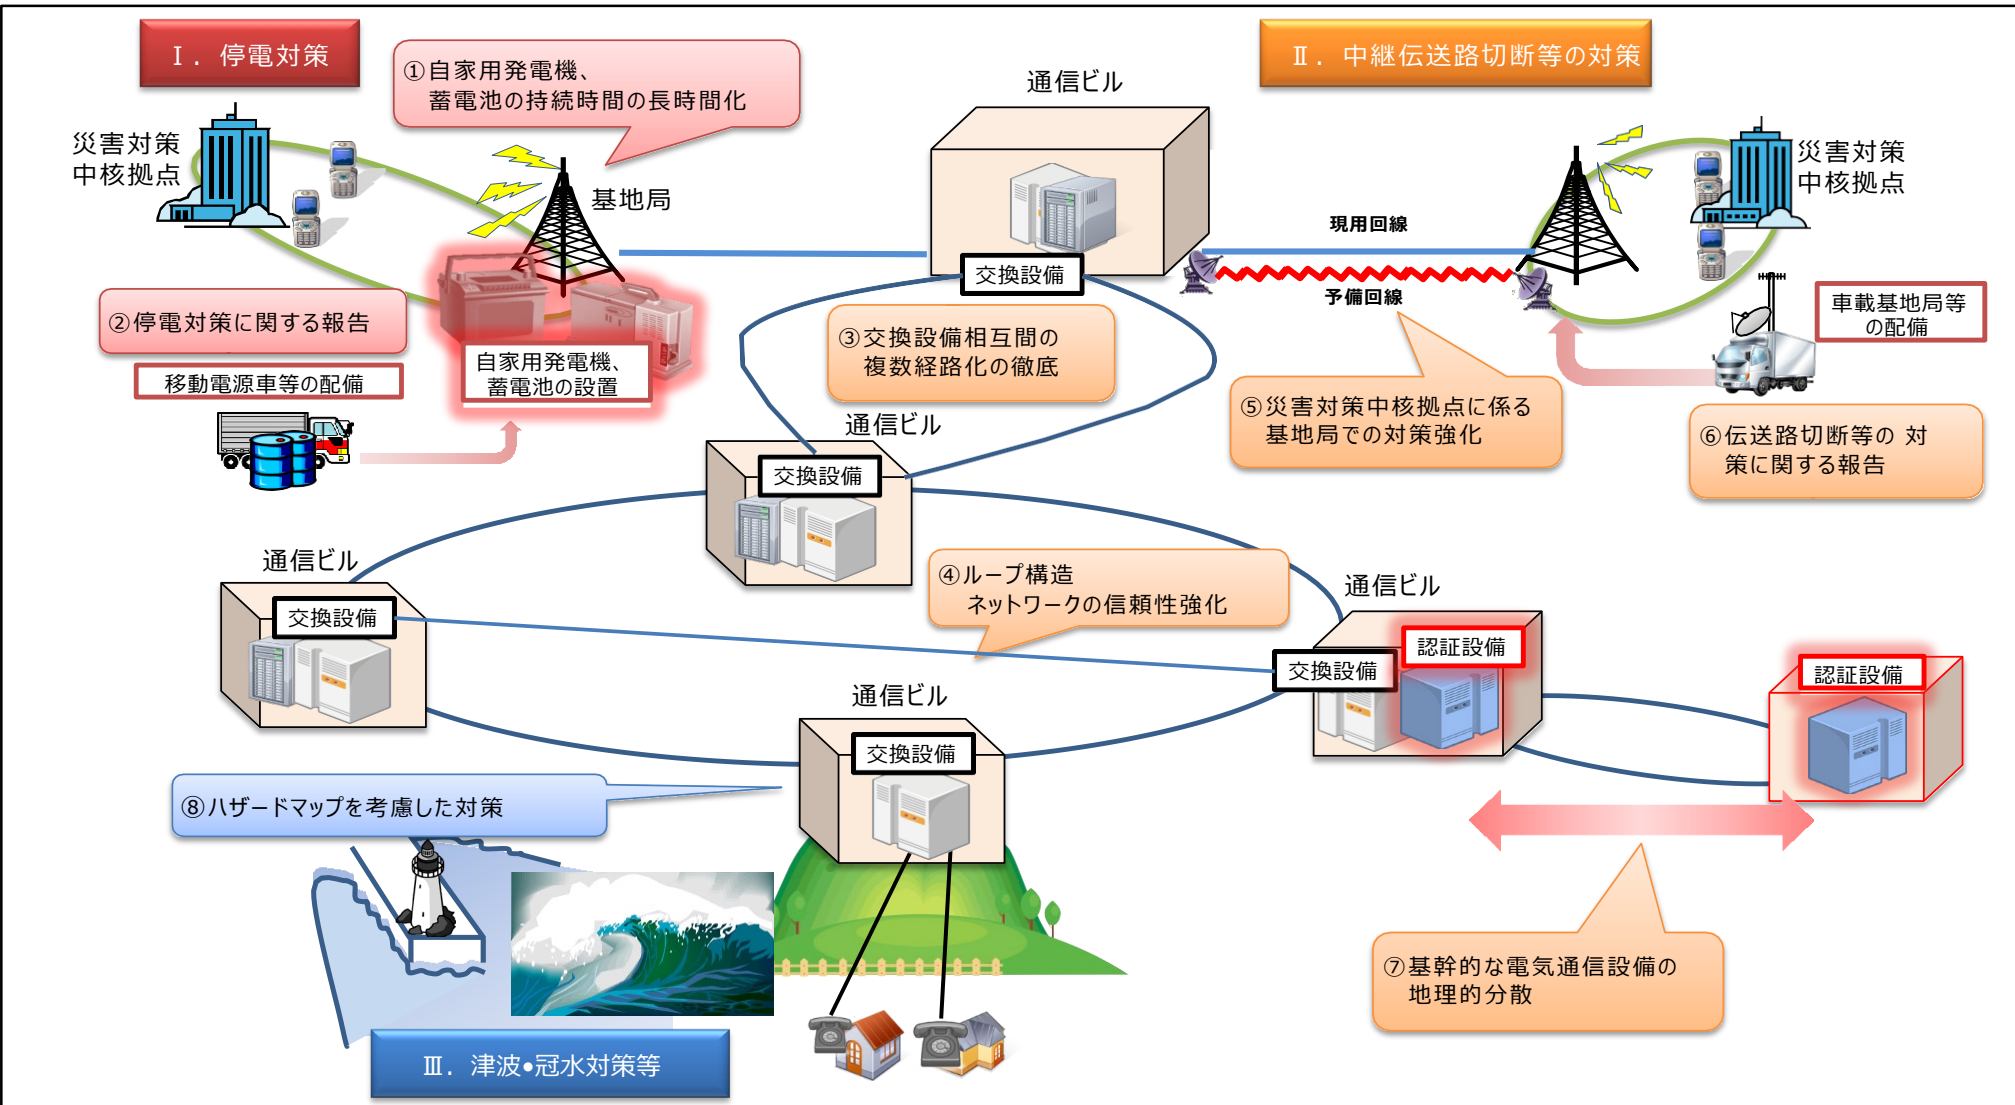 Ⅰ．停電対策
①自家用発電機、
蓄電池の持続時間の長時間化
災害対策
中核拠点
基地局
②停電対策に関する報告
移動電源車等の配備
自家用発電機、
蓄電池の設置
通信ビル
交換設備
Ⅱ．中継伝送路切断等の対策
現用回線
予備回線
災害対策
中核拠点
車載基地局等
の配備
③交換設備相互間の
複数経路化の徹底
⑤災害対策中核拠点に係る
基地局での対策強化
⑥伝送路切断等の 対
策に関する報告
通信ビル
交換設備
通信ビル
交換設備
④ループ構造
ネットワークの信頼性強化
通信ビル
認証設備
交換設備
認証設備
通信ビル
交換設備
⑧ハザードマップを考慮した対策
⑦基幹的な電気通信設備の
地理的分散
Ⅲ．津波•冠水対策等